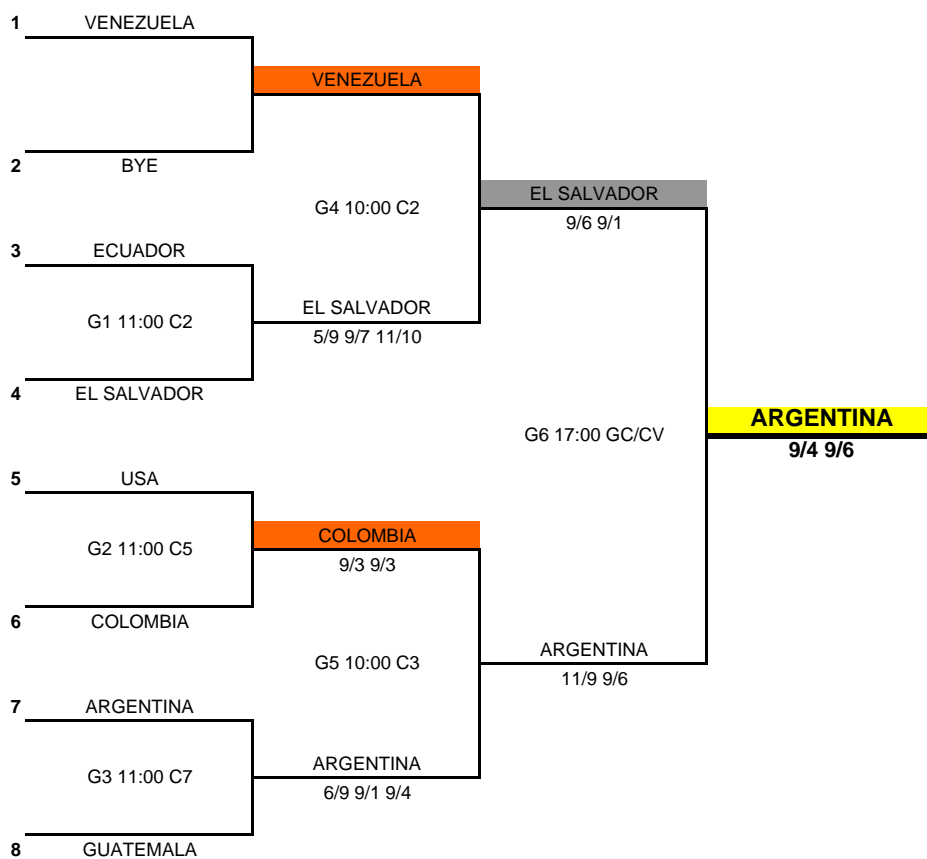 1 VENEZUELA
VENEZUELA
2 BYE
G4 10:00 C2
EL SALVADOR
9/6 9/1
3 ECUADOR
G1 11:00 C2
EL SALVADOR
5/9 9/7 11/10
4 EL SALVADOR
G6 17:00 GC/CV
ARGENTINA
9/4 9/6
5 USA
G2 11:00 C5
COLOMBIA
9/3 9/3
6 COLOMBIA
G5 10:00 C3
ARGENTINA
11/9 9/6
7 ARGENTINA
G3 11:00 C7
ARGENTINA
6/9 9/1 9/4
8 GUATEMALA